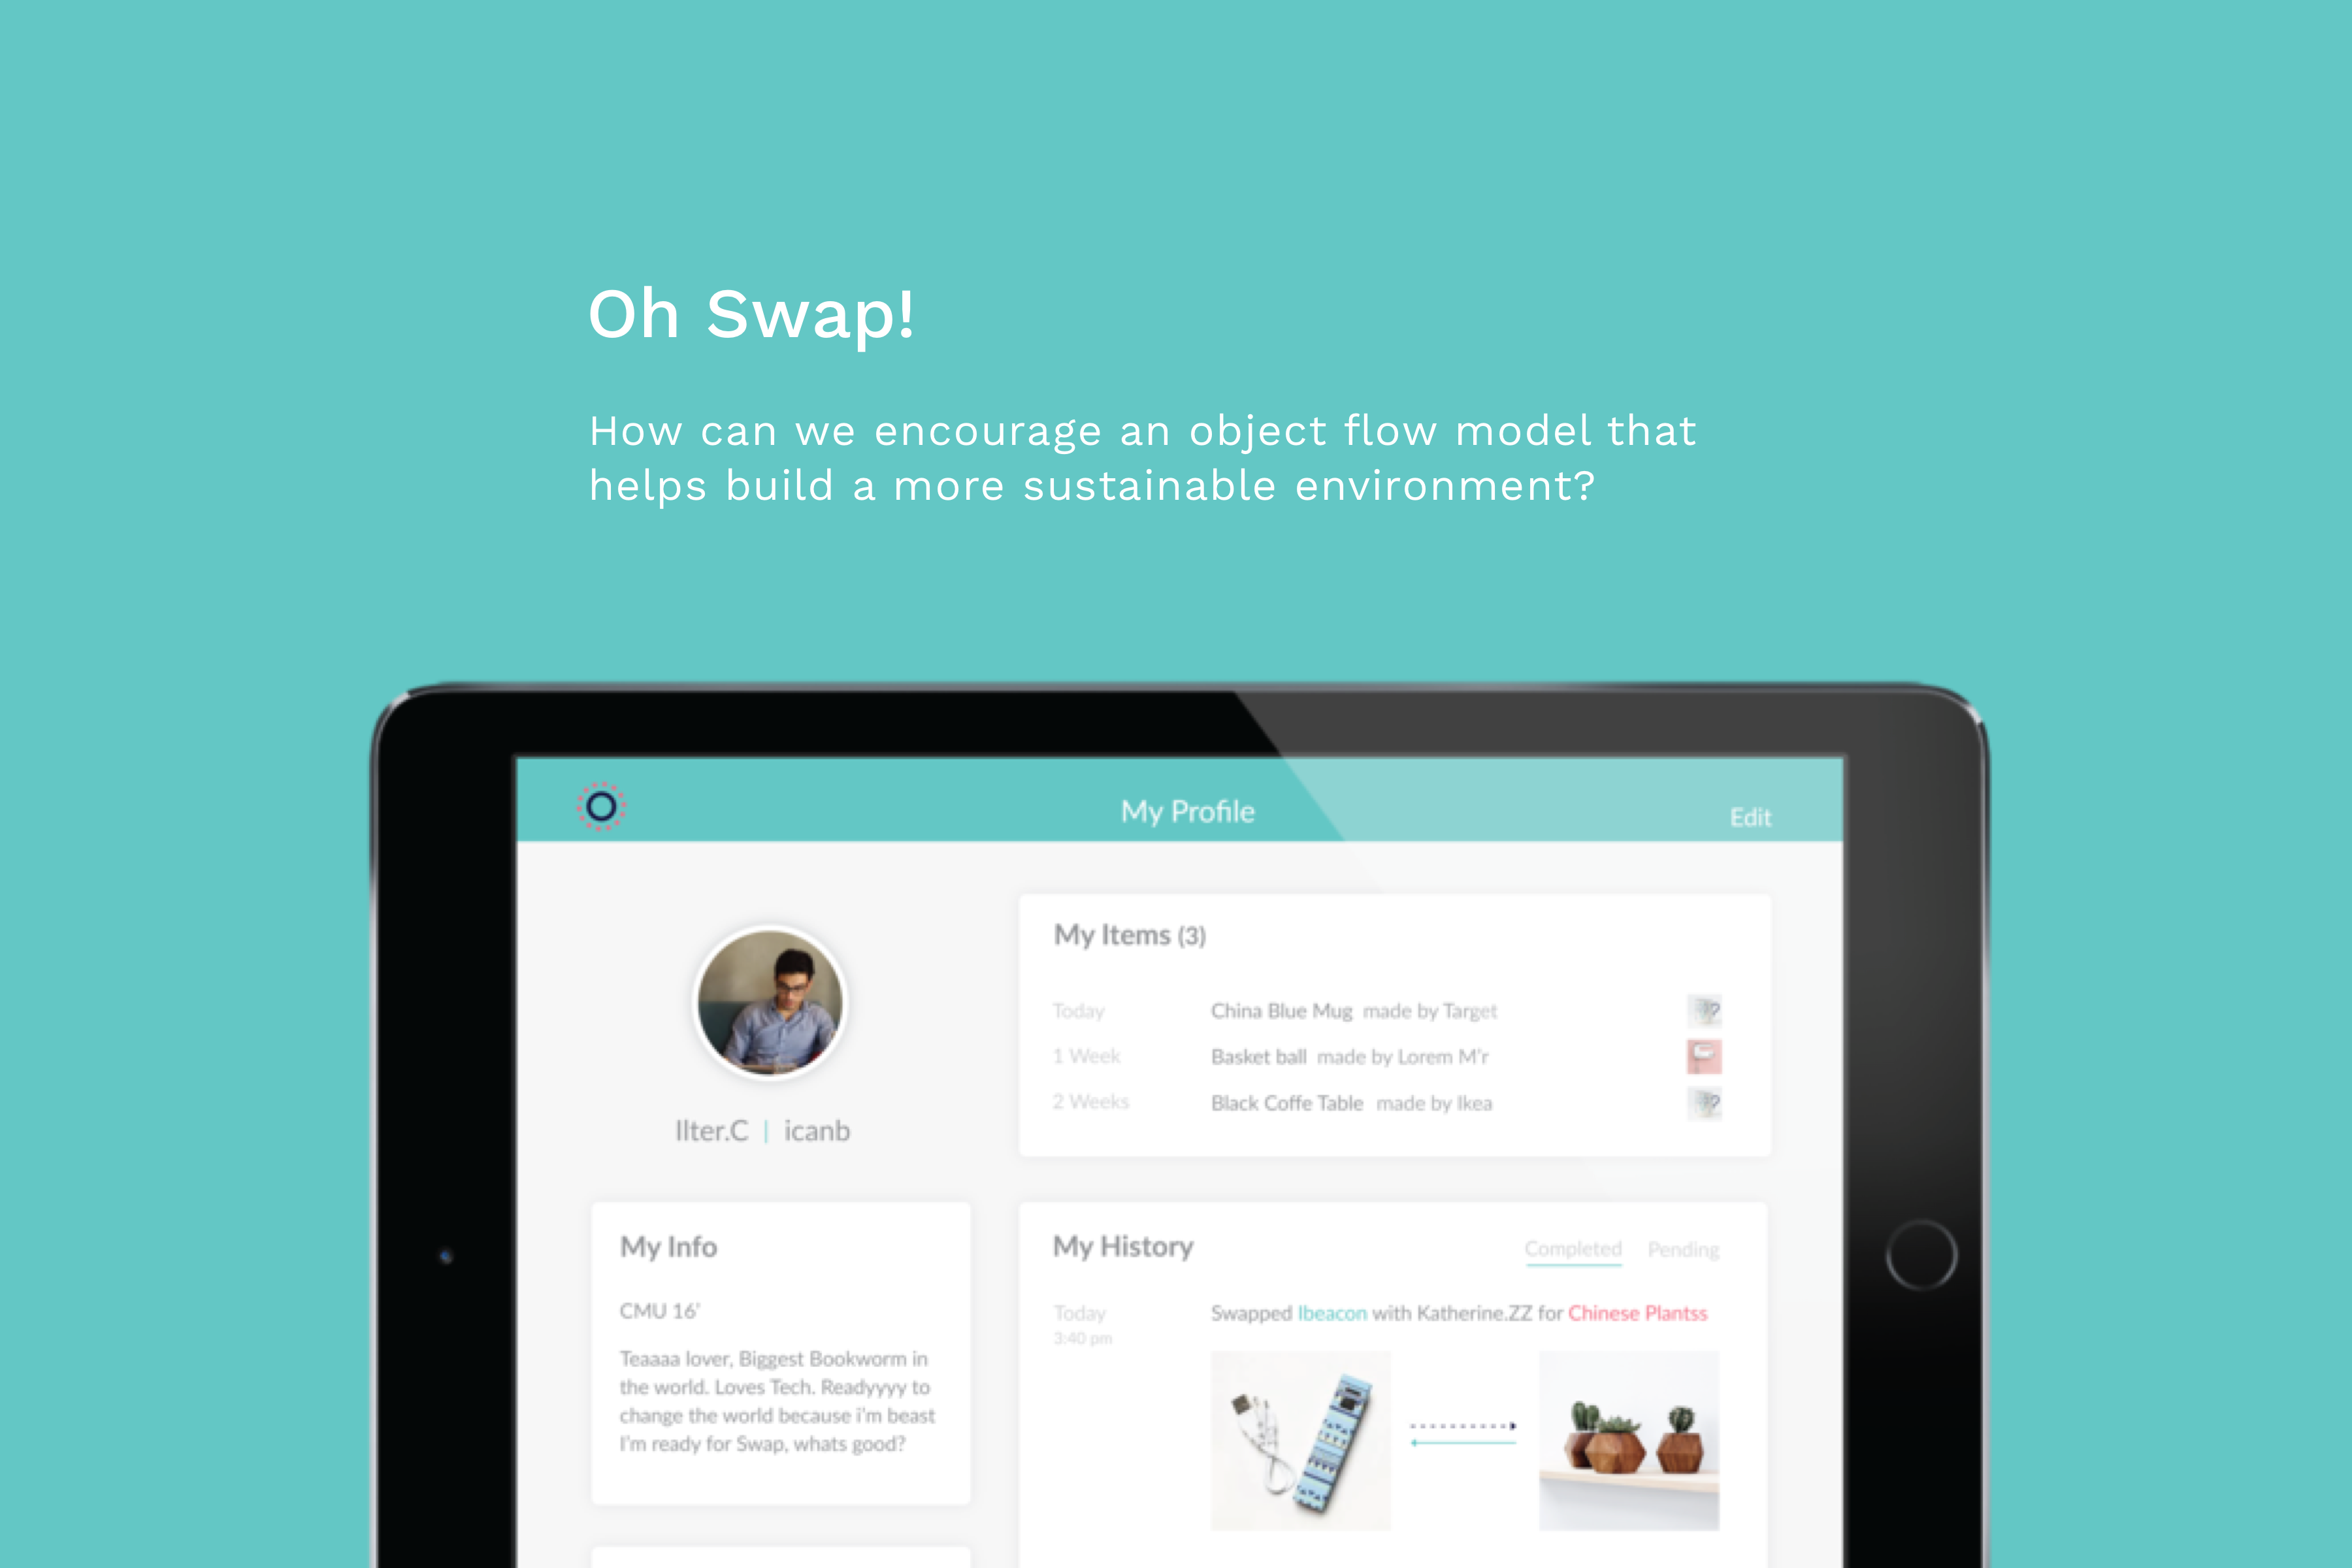 Oh Swap!
How can we encourage an object flow model that
helps build a more sustainable environment?
My Profile
Edit
Ilter.C | icanb
My Items (3)
Today China Blue Mug made by Target
1 Week Basket ball made by Lorem M'r
2 Weeks Black Coffe Table made by Ikea
My Info
CMU 16'
Teaaaa lover, Biggest Bookworm in
the world. Loves Tech. Readyyyy to
change the world because i'm beast
I'm ready for Swap, whats good?
My History
Completed Pending
Today Swapped Ibeacon with Katherine.ZZ for Chinese Plantss
3:40 pm